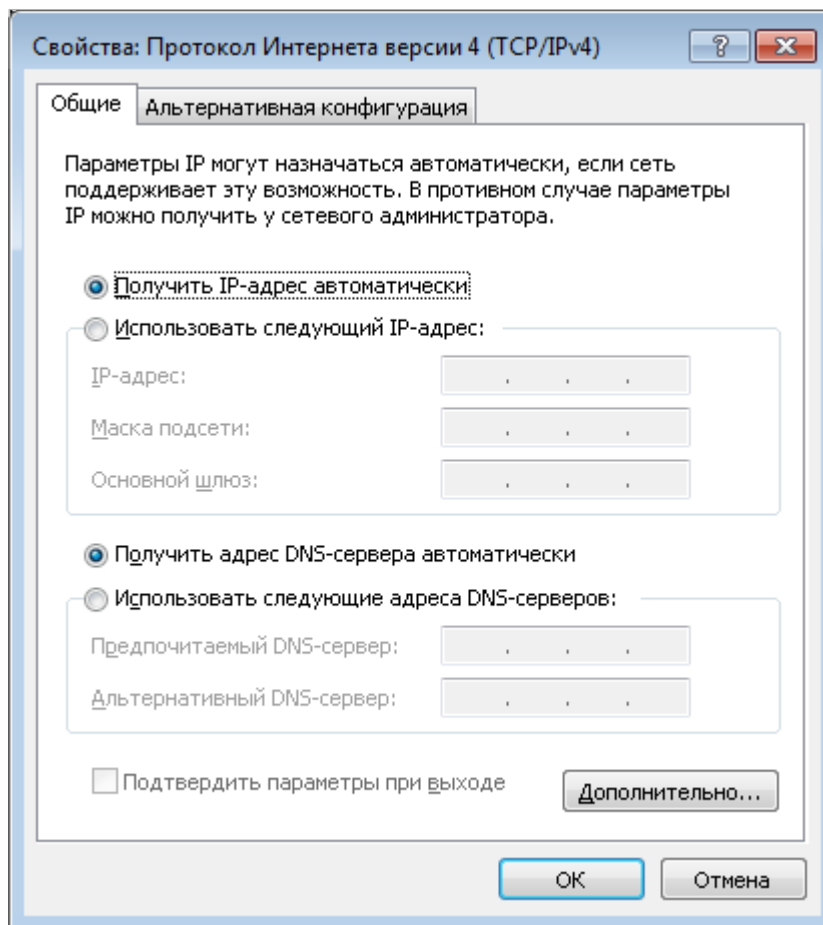 Свойства: Протокол Интернета версии 4 (TCP/IPv4)
Общие
Альтернативная конфигурация
Параметры IP могут назначаться автоматически, если сеть
поддерживает эту возможность. В противном случае параметры
IP можно получить у сетевого администратора.
Получить IP-адрес автоматически
Использовать следующий IP-адрес:
IP-адрес:
Маска подсети:
Основной шлюз:
Получить адрес DNS-сервера автоматически
Использовать следующие адреса DNS-серверов:
Предпочитаемый DNS-сервер:
Альтернативный DNS-сервер:
Подтвердить параметры при выходе
Дополнительно...
ОК
Отмена